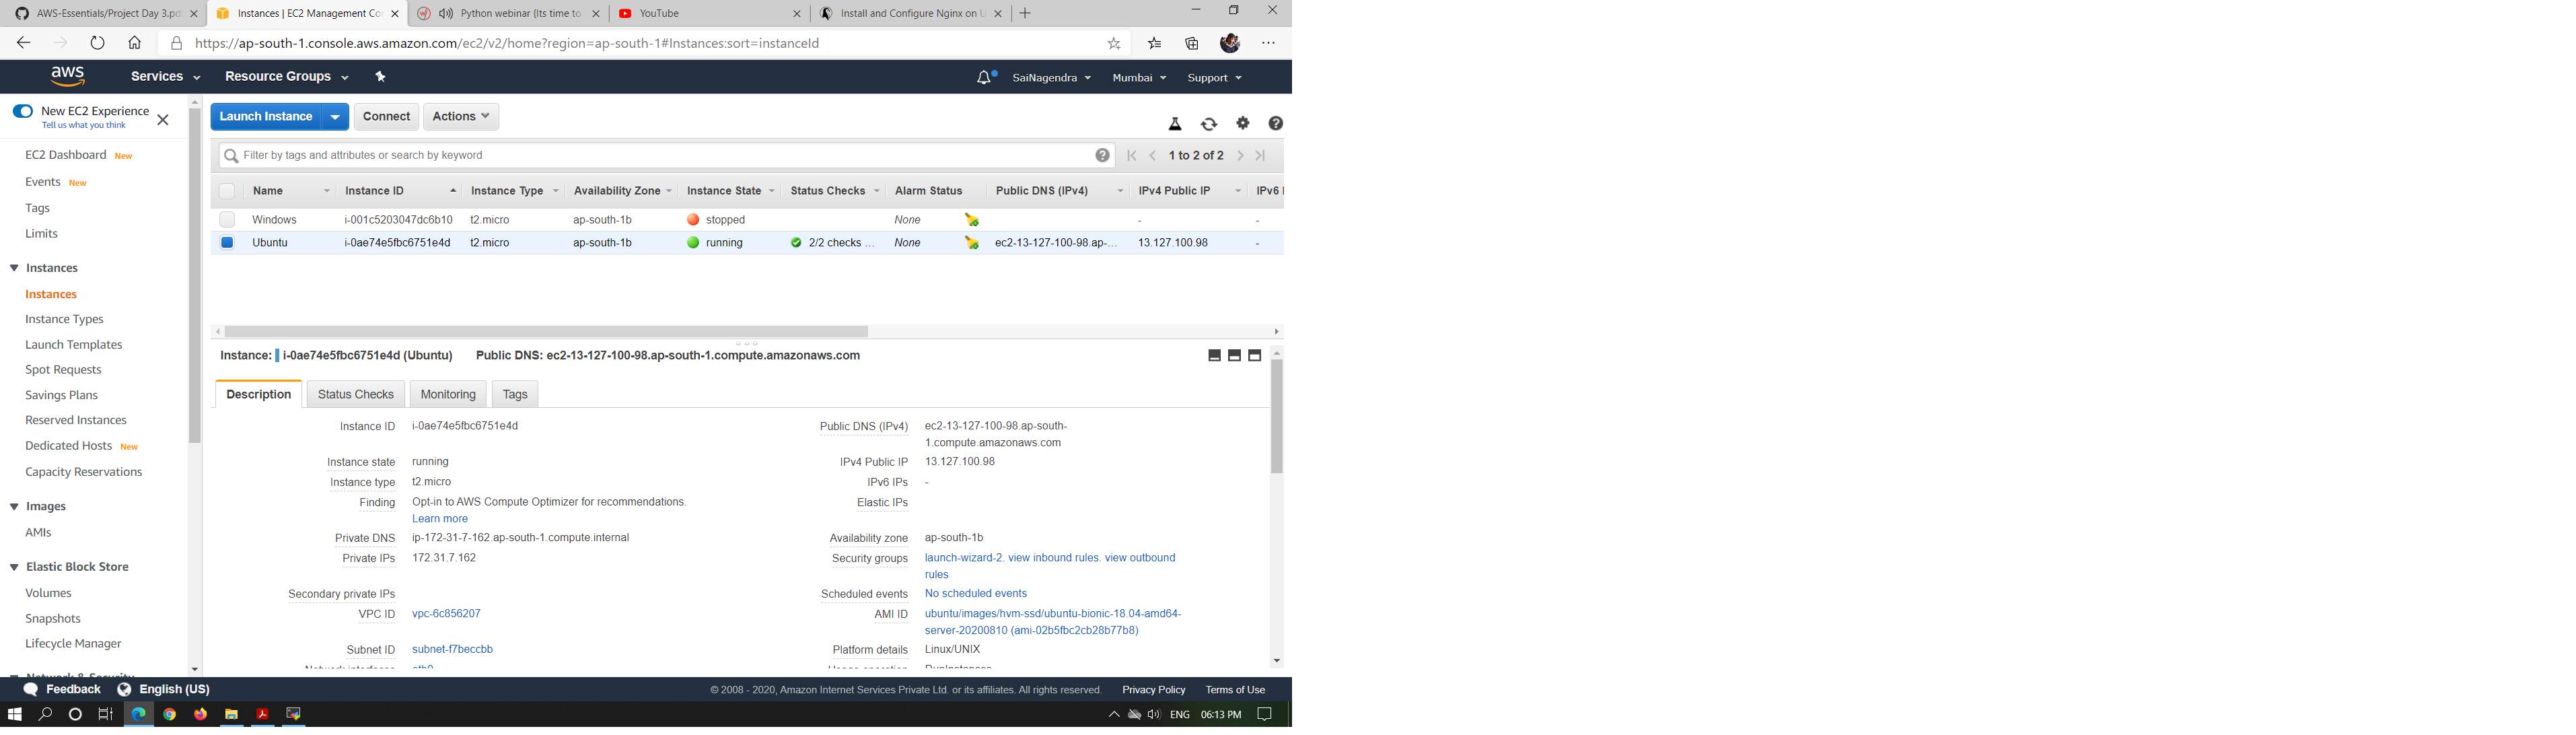 AWS-Essentials/Project Day 3.pd
Instances | EC2 Management Co
Python webinar {Its time to
YouTube
Install and Configure Nginx on U
https://ap-south-1.console.aws.amazon.com/ec2/v2/home?region=ap-south-1#Instances:sort=instanceId
aws
Services
Resource Groups
SaiNagendra
Mumbai
Support
New EC2 Experience
Tell us what you think
EC2 Dashboard New
Events New
Tags
Limits
Instances
Instances
Instance Types
Launch Templates
Spot Requests
Savings Plans
Reserved Instances
Dedicated Hosts New
Capacity Reservations
Images
AMIs
Elastic Block Store
Volumes
Snapshots
Lifecycle Manager
Network & Security
Launch Instance
Connect
Actions
Filter by tags and attributes or search by keyword
1 to 2 of 2
Name Instance ID Instance Type Availability Zone Instance State Status Checks Alarm Status Public DNS (IPv4) IPv4 Public IP IPv6 I
Windows i-001c5203047dc6b10 t2.micro ap-south-1b stopped None - -
Ubuntu i-0ae74e5fbc6751e4d t2.micro ap-south-1b running 2/2 checks ... None ec2-13-127-100-98.ap-... 13.127.100.98 -
Instance: i-0ae74e5fbc6751e4d (Ubuntu) Public DNS: ec2-13-127-100-98.ap-south-1.compute.amazonaws.com
Description
Status Checks
Monitoring
Tags
Instance ID i-0ae74e5fbc6751e4d
Instance state running
Instance type t2.micro
Finding Opt-in to AWS Compute Optimizer for recommendations.
Learn more
Private DNS ip-172-31-7-162.ap-south-1.compute.internal
Private IPs 172.31.7.162
Secondary private IPs
VPC ID vpc-6c856207
Subnet ID subnet-f7beccbb
Network interfaces eth0
Public DNS (IPv4) ec2-13-127-100-98.ap-south-
1.compute.amazonaws.com
IPv4 Public IP 13.127.100.98
IPv6 IPs -
Elastic IPs
Availability zone ap-south-1b
Security groups launch-wizard-2. view inbound rules. view outbound
rules
Scheduled events No scheduled events
AMI ID ubuntu/images/hvm-ssd/ubuntu-bionic-18.04-amd64-
server-20200810 (ami-02b5fbc2cb28b77b8)
Platform details Linux/UNIX
Usage operation RunInstances
Feedback
English (US)
© 2008 - 2020, Amazon Internet Services Private Ltd. or its affiliates. All rights reserved.
Privacy Policy
Terms of Use
ENG
06:13 PM